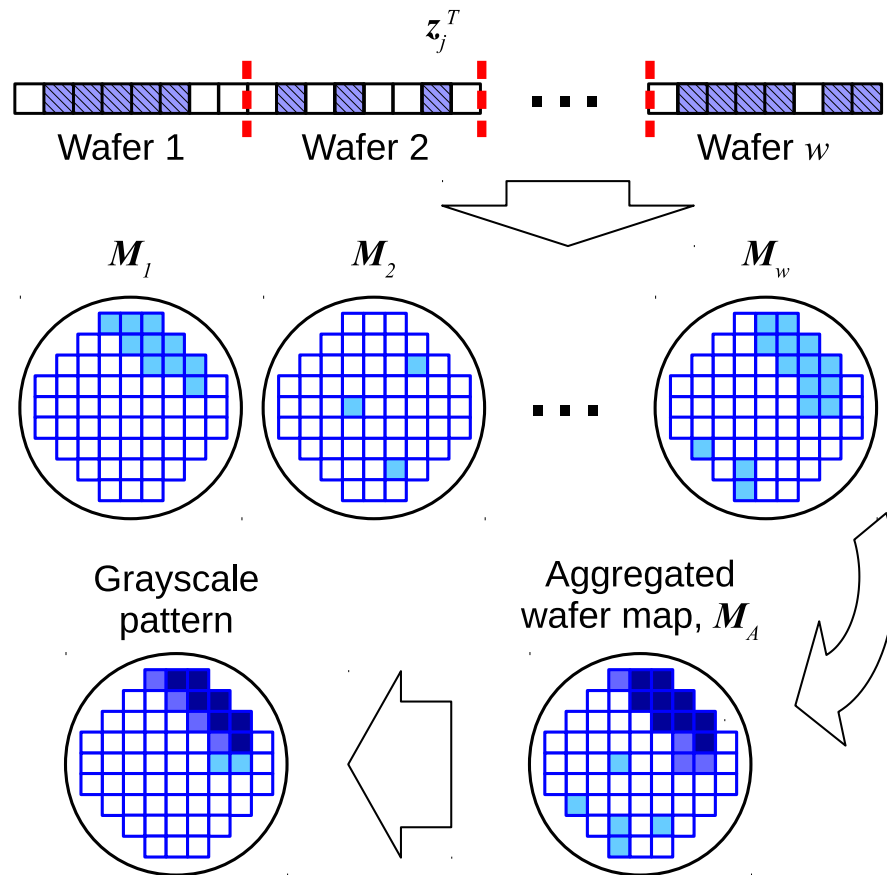 z_j^T
Wafer 1 Wafer 2 ... Wafer w
M_1 M_2 M_w
...
Grayscale
pattern
Aggregated
wafer map, M_A